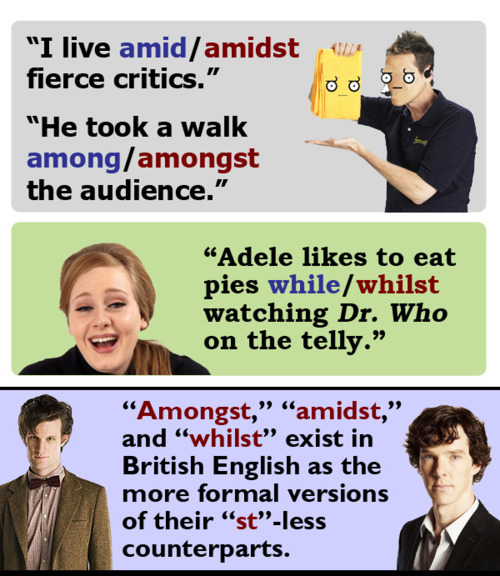 “I live amid/amidst
fierce critics.”
“He took a walk
among/amongst
the audience.”
“Adele likes to eat
pies while/whilst
watching Dr. Who
on the telly.”
“Amongst,” “amidst,”
and “whilst” exist in
British English as the
more formal versions
of their “st”-less
counterparts.